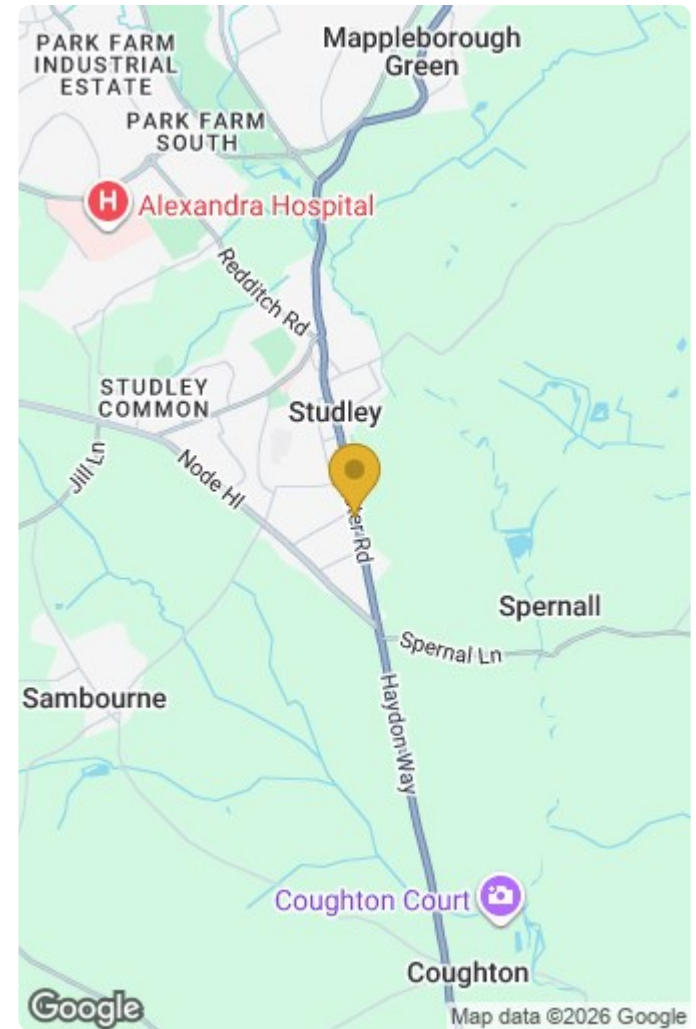 PARK FARM
INDUSTRIAL
ESTATE
Mappleborough
Green
PARK FARM
SOUTH
H
Alexandra Hospital
Redditch Rd
STUDLEY
COMMON
Studley
Jill Ln
Node Hl
Rd
Spernall
Spernal Ln
Sambourne
Haydon Way
Coughton Court
Coughton
Google
Map data ©2026 Google